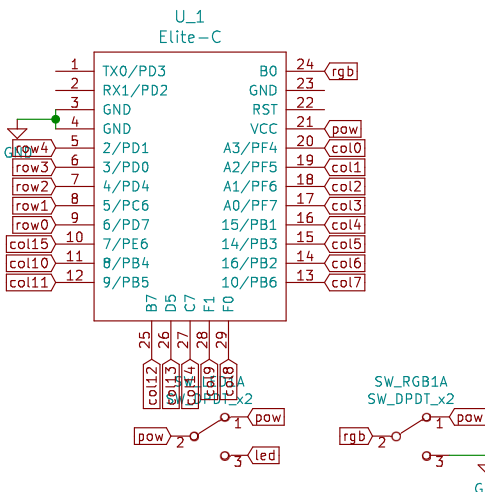 U_1
Elite-C
1 TX0/PD3 B0 24 rgb
2 RX1/PD2 GND 23
3 GND RST 22
4 GND VCC 21 pow
GND
row4 5 2/PD1 A3/PF4 20 col0
row3 6 3/PD0 A2/PF5 19 col1
row2 7 4/PD4 A1/PF6 18 col2
row1 8 5/PC6 A0/PF7 17 col3
row0 9 6/PD7 15/PB1 16 col4
col15 10 7/PE6 14/PB3 15 col5
col10 11 8/PB4 16/PB2 14 col6
col11 12 9/PB5 10/PB6 13 col7
B7 D5 C7 F1 F0
25 26 27 28 29
col12 col13 col9 col8
SW_RGB1A
SW_DPDT_x2 SW_DPDT_x2
1 pow 1 pow
pow 2 rgb 2
3 led 3
G